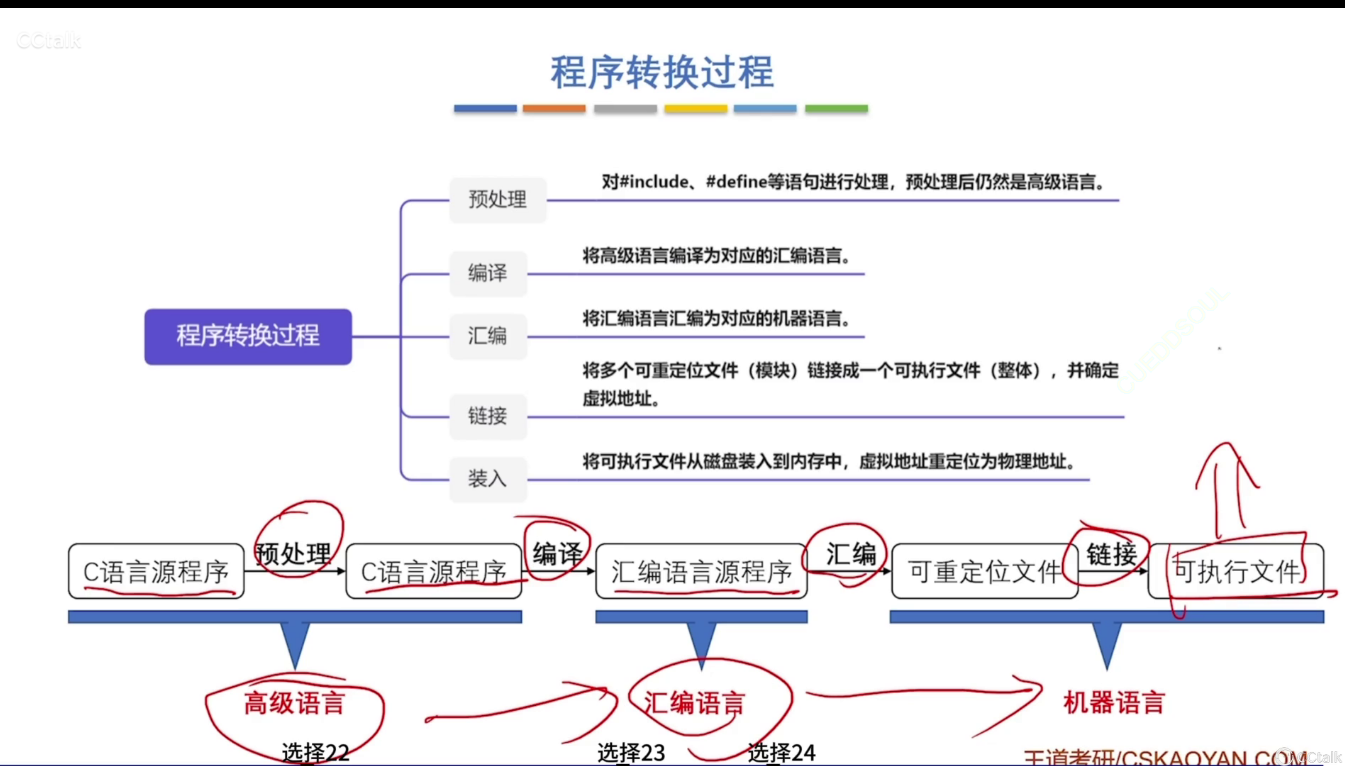 CCtalk
程序转换过程
预处理
对#include、#define等语句进行处理，预处理后仍然是高级语言。
编译
将高级语言编译为对应的汇编语言。
程序转换过程
汇编
将汇编语言汇编为对应的机器语言。
链接
将多个可重定位文件（模块）链接成一个可执行文件（整体），并确定
虚拟地址。
装入
将可执行文件从磁盘装入到内存中，虚拟地址重定位为物理地址。
C语言源程序 预处理 C语言源程序 编译 汇编语言源程序 汇编 可重定位文件 链接 可执行文件
高级语言 汇编语言 机器语言
选择22 选择23 选择24
王道考研/CSKAOYAN.COM
CCtalk